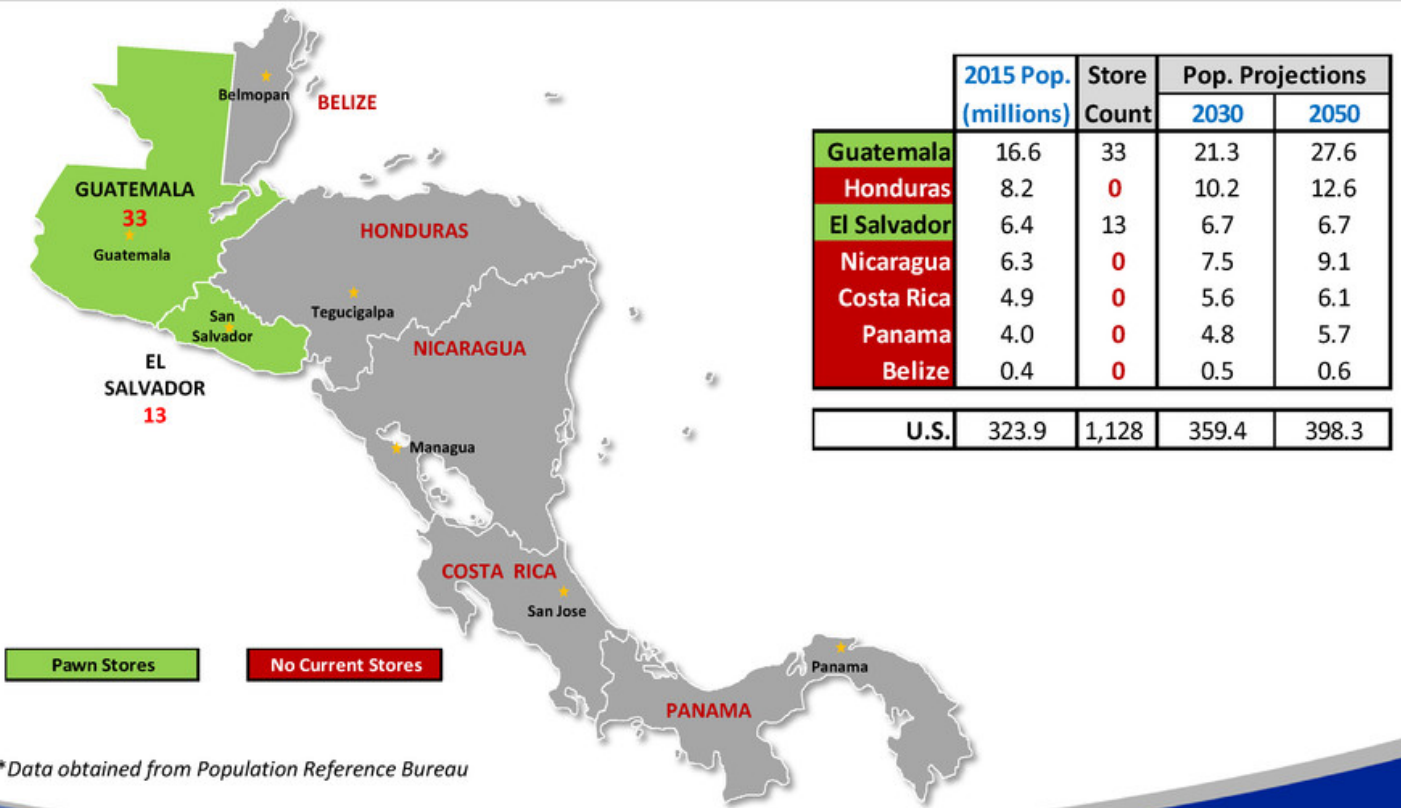 Belmopan
BELIZE
GUATEMALA
33
Guatemala
HONDURAS
Tegucigalpa
San
Salvador
EL
SALVADOR
13
NICARAGUA
Managua
COSTA RICA
San Jose
PANAMA
Panama
Pawn Stores
No Current Stores
*Data obtained from Population Reference Bureau
2015 Pop. Store Pop. Projections
(millions) Count 2030 2050
Guatemala 16.6 33 21.3 27.6
Honduras 8.2 0 10.2 12.6
El Salvador 6.4 13 6.7 6.7
Nicaragua 6.3 0 7.5 9.1
Costa Rica 4.9 0 5.6 6.1
Panama 4.0 0 4.8 5.7
Belize 0.4 0 0.5 0.6
U.S. 323.9 1,128 359.4 398.3